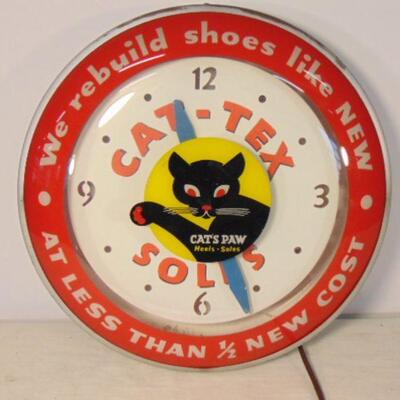 We rebuild shoes like NEW
12
CAT-TEX
9
3
CAT'S PAW
Heels - Soles
SOLES
6
AT LESS THAN 1/2 NEW COST